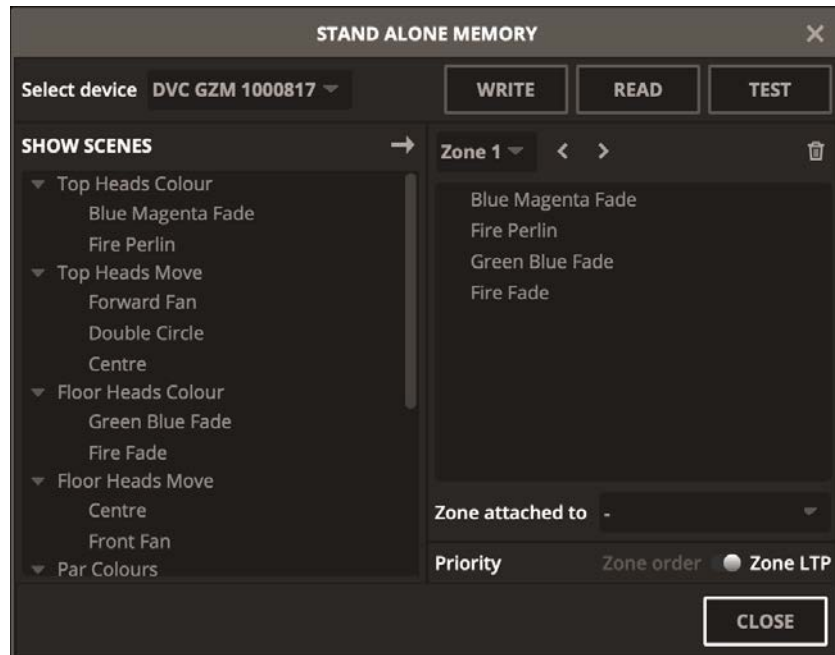 STAND ALONE MEMORY
Select device DVC GZM 1000817 WRITE READ TEST
SHOW SCENES
Top Heads Colour
Blue Magenta Fade
Fire Perlin
Top Heads Move
Forward Fan
Double Circle
Centre
Floor Heads Colour
Green Blue Fade
Fire Fade
Floor Heads Move
Centre
Front Fan
Par Colours
Zone 1
Blue Magenta Fade
Fire Perlin
Green Blue Fade
Fire Fade
Zone attached to -
Priority Zone order Zone LTP
CLOSE